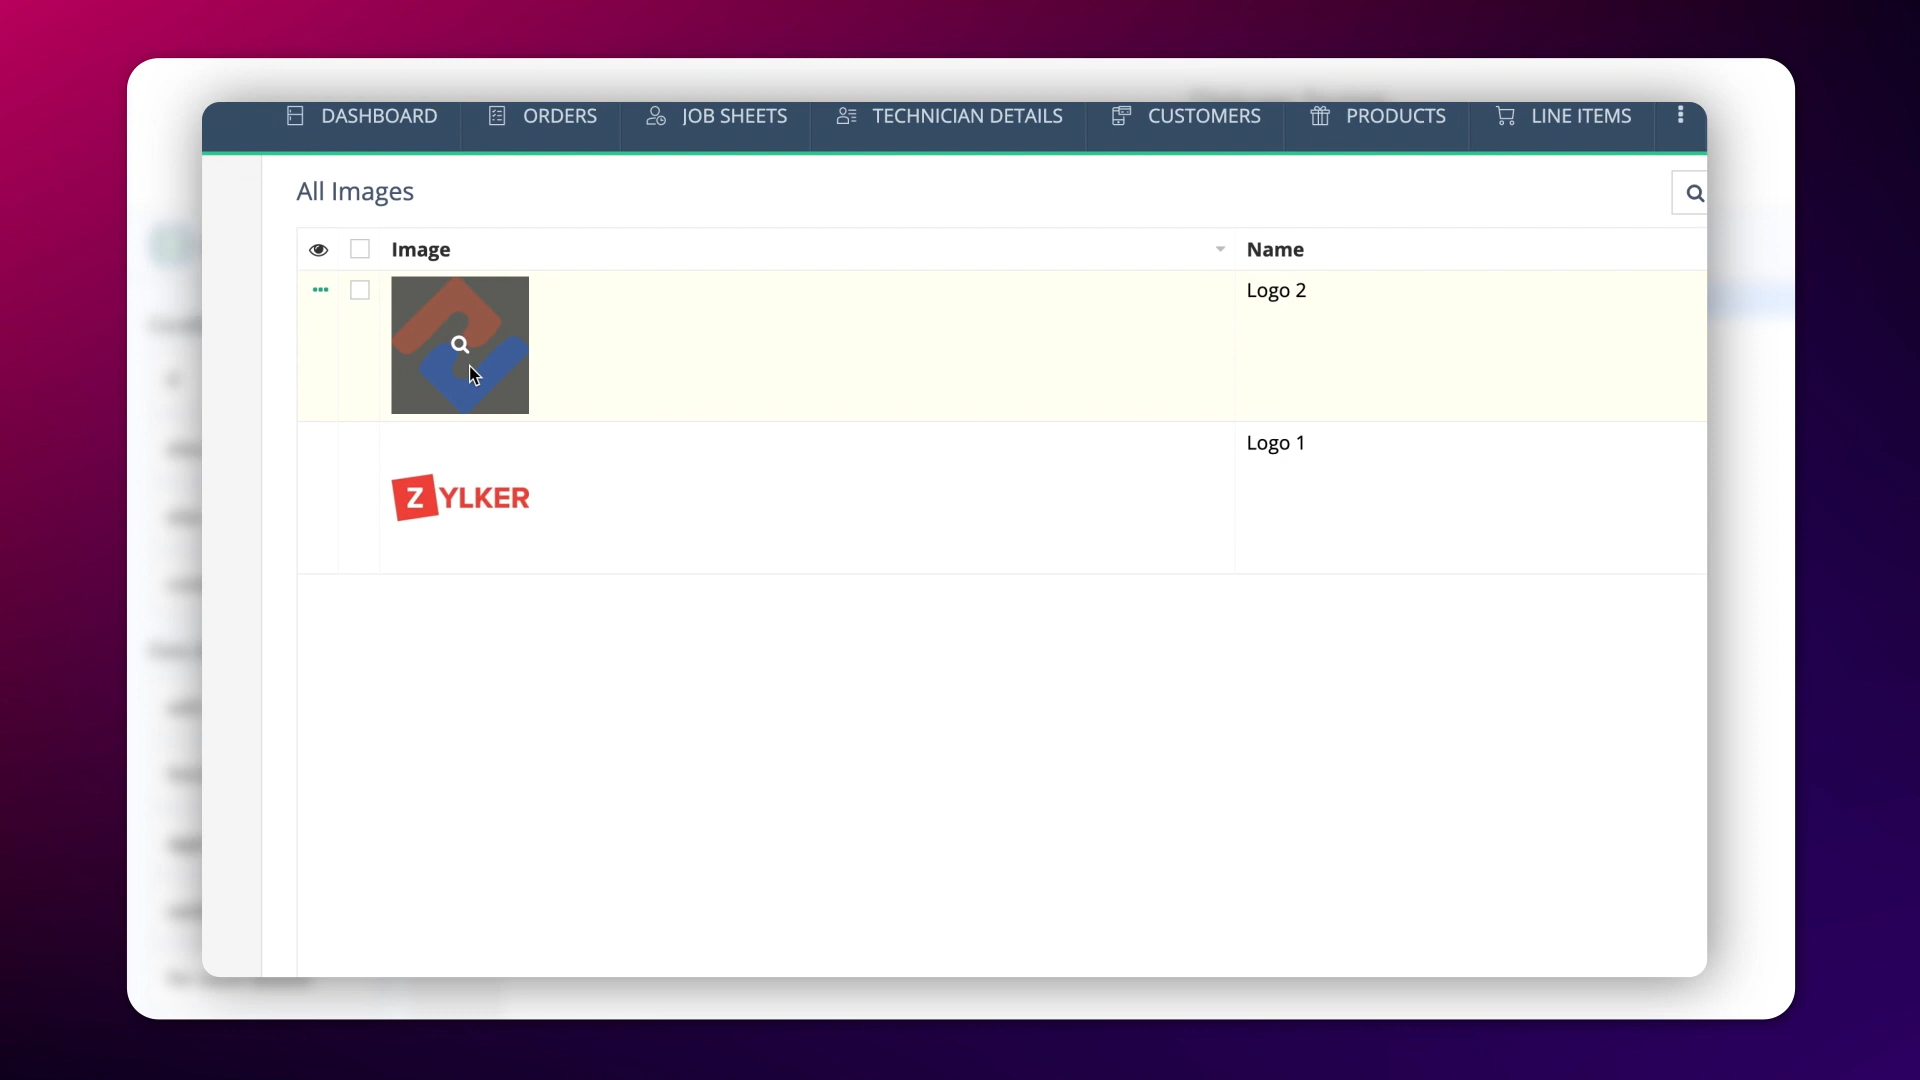 DASHBOARD ORDERS JOB SHEETS TECHNICIAN DETAILS CUSTOMERS PRODUCTS LINE ITEMS
All Images
Image Name
Logo 2
Logo 1
ZYLKER